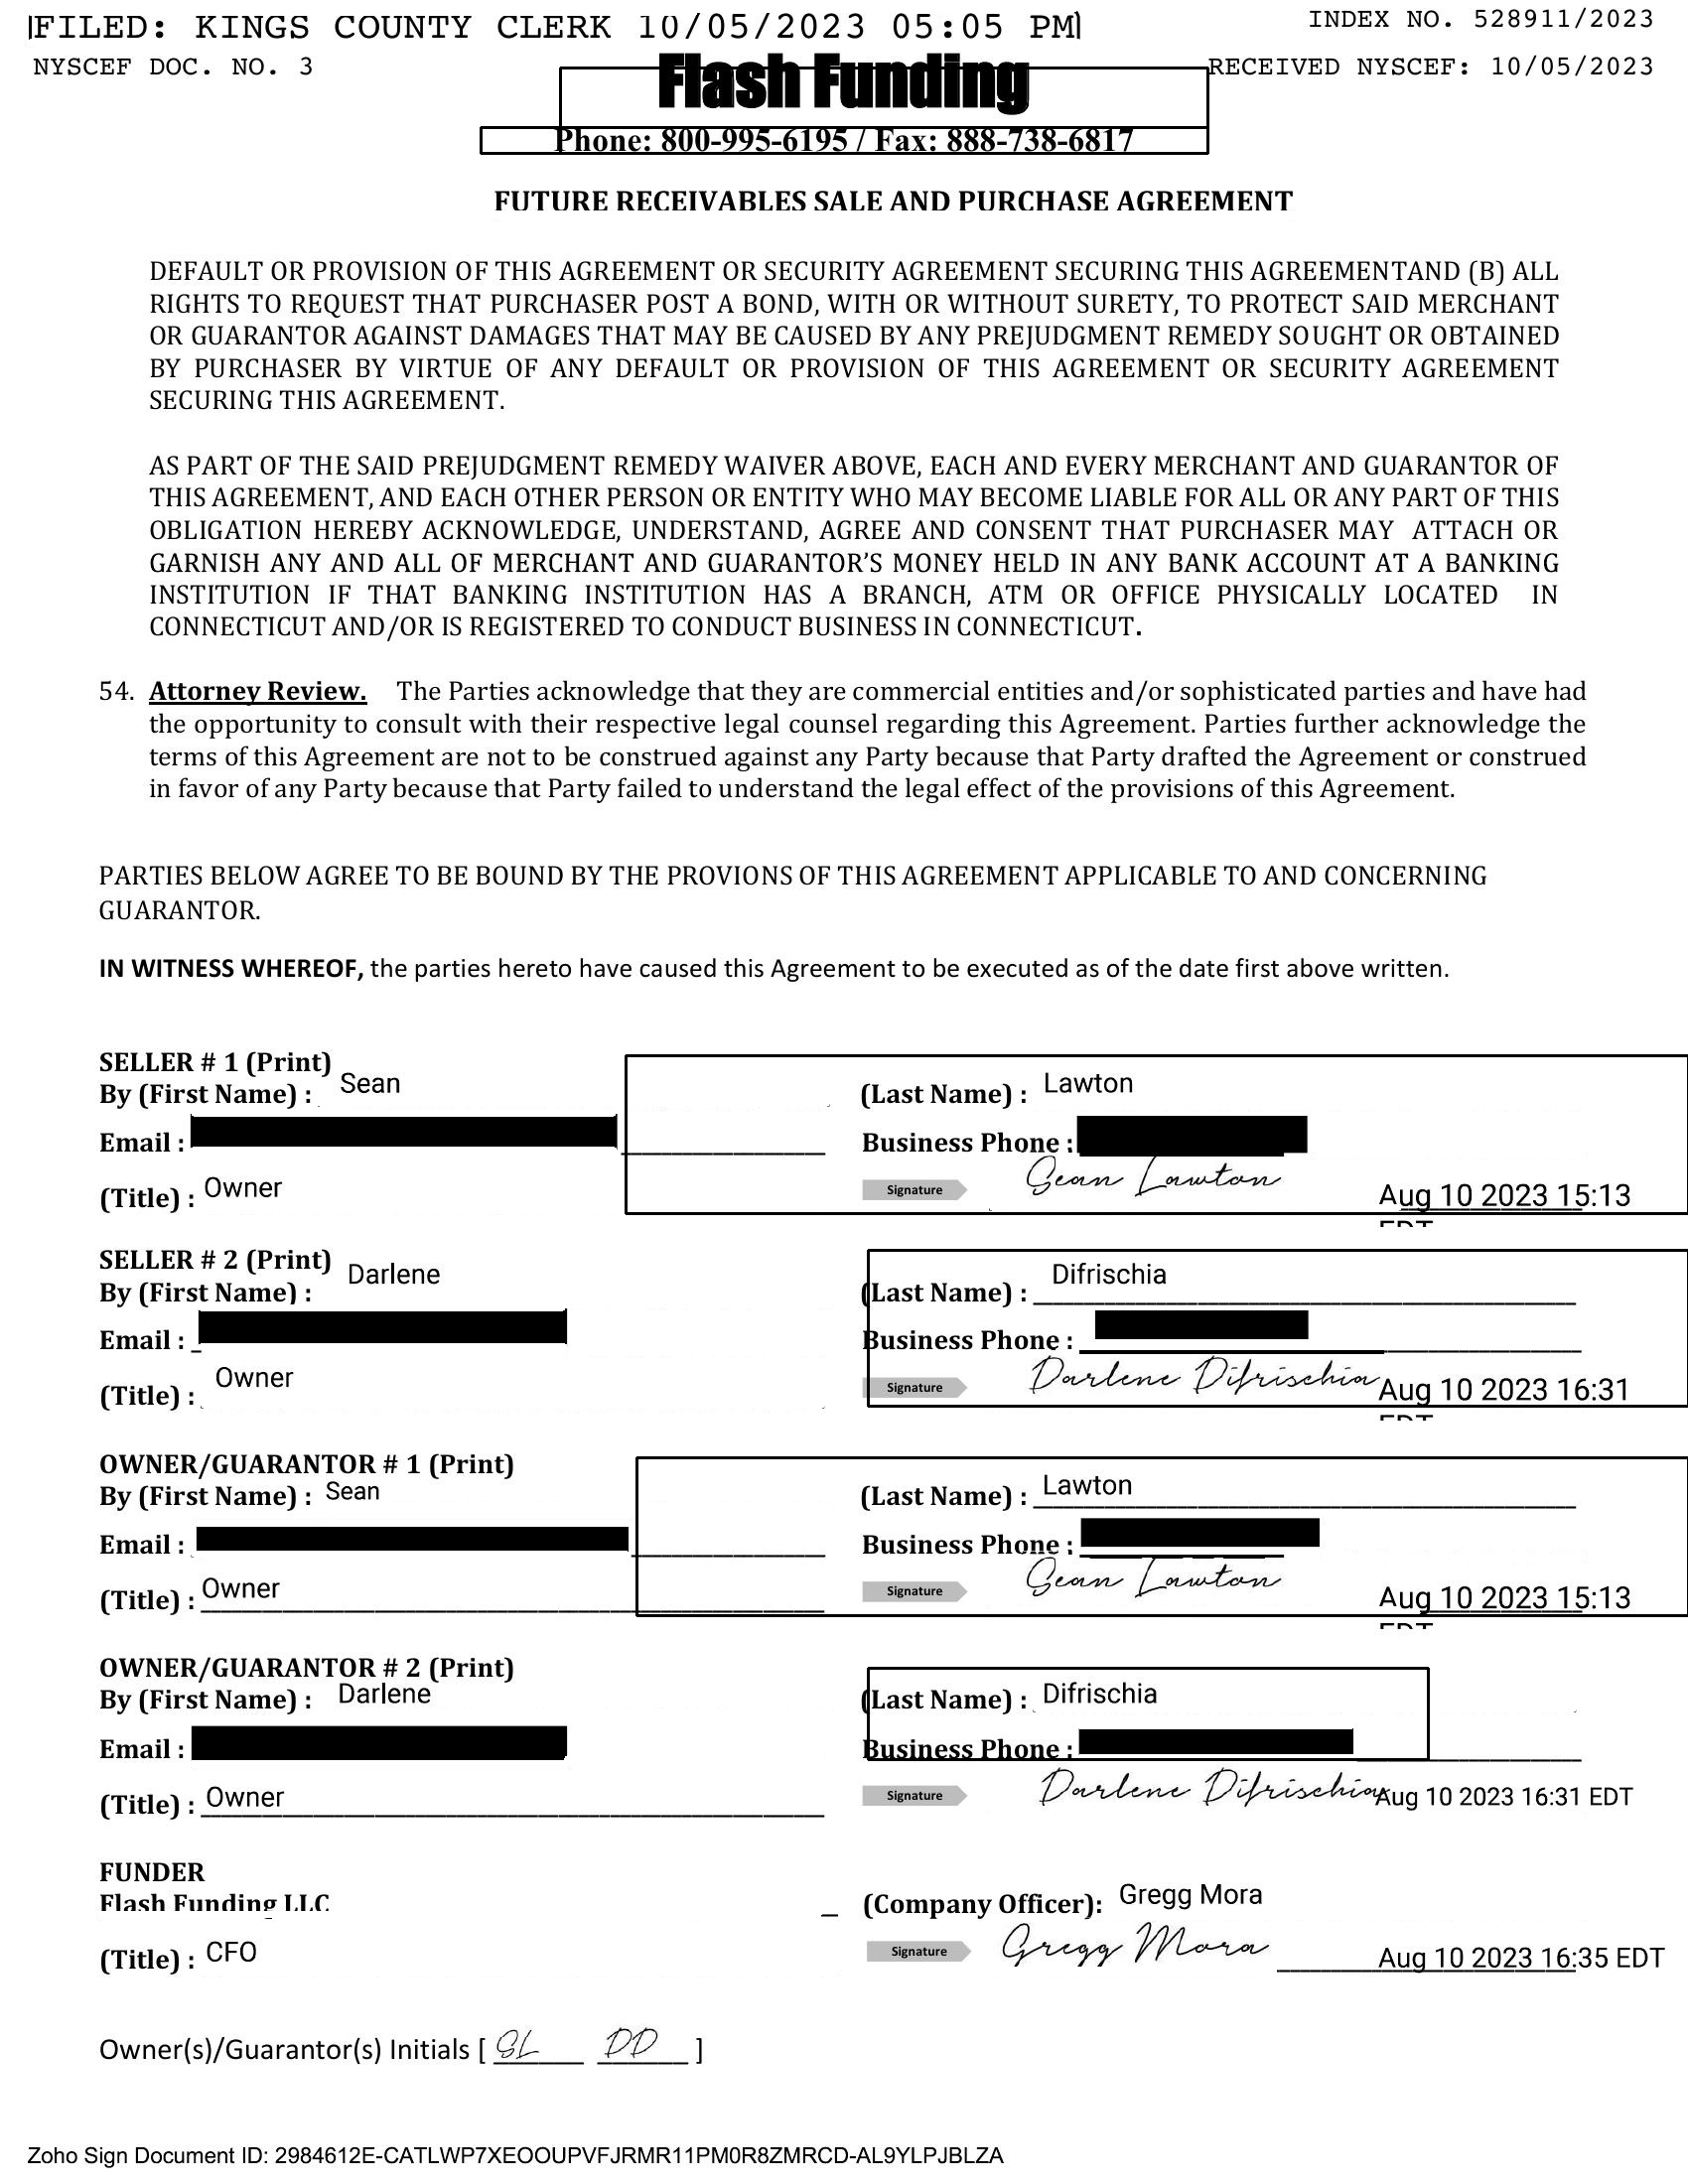 FILED: KINGS COUNTY CLERK 10/05/2023 05:05 PM
INDEX NO. 528911/2023
NYSCEF DOC. NO. 3
RECEIVED NYSCEF: 10/05/2023
Flash Funding
Phone: 800-995-6195 / Fax: 888-738-6817
FUTURE RECEIVABLES SALE AND PURCHASE AGREEMENT
DEFAULT OR PROVISION OF THIS AGREEMENT OR SECURITY AGREEMENT SECURING THIS AGREEMENTAND (B) ALL
RIGHTS TO REQUEST THAT PURCHASER POST A BOND, WITH OR WITHOUT SURETY, TO PROTECT SAID MERCHANT
OR GUARANTOR AGAINST DAMAGES THAT MAY BE CAUSED BY ANY PREJUDGMENT REMEDY SOUGHT OR OBTAINED
BY PURCHASER BY VIRTUE OF ANY DEFAULT OR PROVISION OF THIS AGREEMENT OR SECURITY AGREEMENT
SECURING THIS AGREEMENT.
AS PART OF THE SAID PREJUDGMENT REMEDY WAIVER ABOVE, EACH AND EVERY MERCHANT AND GUARANTOR OF
THIS AGREEMENT, AND EACH OTHER PERSON OR ENTITY WHO MAY BECOME LIABLE FOR ALL OR ANY PART OF THIS
OBLIGATION HEREBY ACKNOWLEDGE, UNDERSTAND, AGREE AND CONSENT THAT PURCHASER MAY ATTACH OR
GARNISH ANY AND ALL OF MERCHANT AND GUARANTOR'S MONEY HELD IN ANY BANK ACCOUNT AT A BANKING
INSTITUTION IF THAT BANKING INSTITUTION HAS A BRANCH, ATM OR OFFICE PHYSICALLY LOCATED IN
CONNECTICUT AND/OR IS REGISTERED TO CONDUCT BUSINESS IN CONNECTICUT.
54. Attorney Review. The Parties acknowledge that they are commercial entities and/or sophisticated parties and have had
the opportunity to consult with their respective legal counsel regarding this Agreement. Parties further acknowledge the
terms of this Agreement are not to be construed against any Party because that Party drafted the Agreement or construed
in favor of any Party because that Party failed to understand the legal effect of the provisions of this Agreement.
PARTIES BELOW AGREE TO BE BOUND BY THE PROVIONS OF THIS AGREEMENT APPLICABLE TO AND CONCERNING
GUARANTOR.
IN WITNESS WHEREOF, the parties hereto have caused this Agreement to be executed as of the date first above written.
SELLER # 1 (Print)
By (First Name) : Sean (Last Name) : Lawton
Email : Business Phone :
(Title) : Owner Signature Sean Lawton Aug 10 2023 15:13
EDT
SELLER # 2 (Print)
By (First Name) : Darlene (Last Name) : Difrischia
Email : Business Phone :
(Title) : Owner Signature Darlene Difrischia Aug 10 2023 16:31
EDT
OWNER/GUARANTOR # 1 (Print)
By (First Name) : Sean (Last Name) : Lawton
Email : Business Phone :
(Title) : Owner Signature Sean Lawton Aug 10 2023 15:13
EDT
OWNER/GUARANTOR # 2 (Print)
By (First Name) : Darlene (Last Name) : Difrischia
Email : Business Phone :
(Title) : Owner Signature Darlene Difrischia Aug 10 2023 16:31 EDT
FUNDER
Flash Funding LLC (Company Officer): Gregg Mora
(Title) : CFO Signature Gregg Mora Aug 10 2023 16:35 EDT
Owner(s)/Guarantor(s) Initials [ SL DD ]
Zoho Sign Document ID: 2984612E-CATLWP7XEOOUPVFJRMR11PM0R8ZMRCD-AL9YLPJBLZA